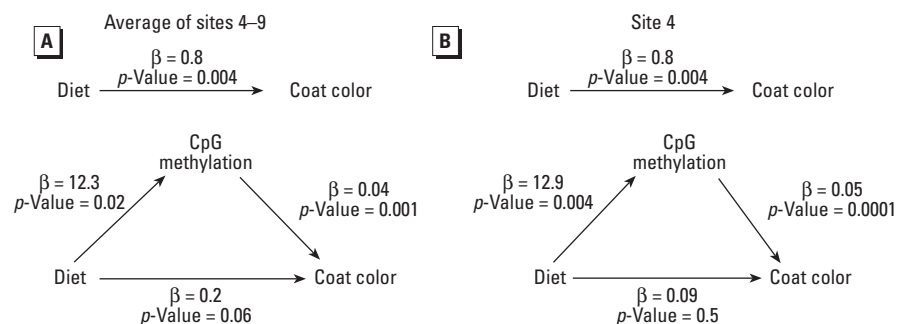 A
Average of sites 4–9
β = 0.8
p-Value = 0.004
Diet
Coat color
CpG
methylation
β = 12.3
p-Value = 0.02
β = 0.04
p-Value = 0.001
Diet
Coat color
β = 0.2
p-Value = 0.06
B
Site 4
β = 0.8
p-Value = 0.004
Diet
Coat color
CpG
methylation
β = 12.9
p-Value = 0.004
β = 0.05
p-Value = 0.0001
Diet
Coat color
β = 0.09
p-Value = 0.5